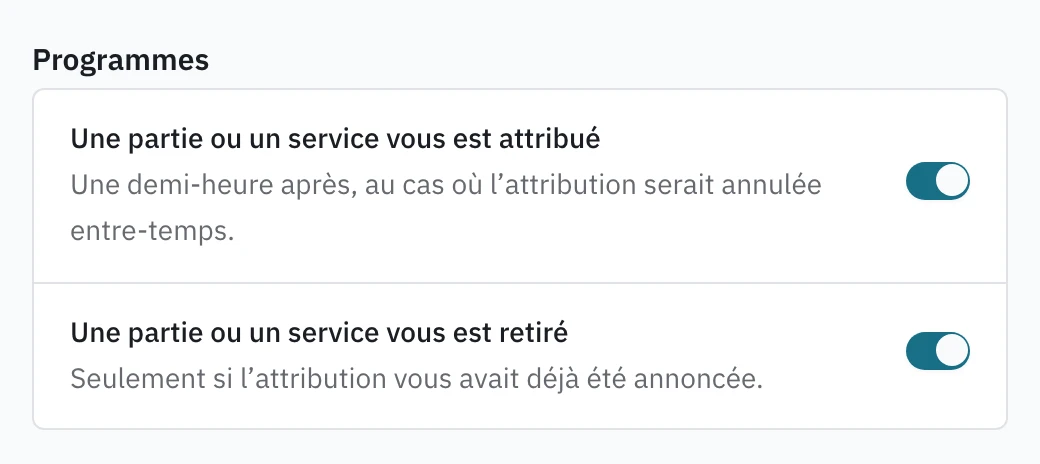 Programmes
Une partie ou un service vous est attribué
Une demi-heure après, au cas où l’attribution serait annulée
entre-temps.
Une partie ou un service vous est retiré
Seulement si l’attribution vous avait déjà été annoncée.